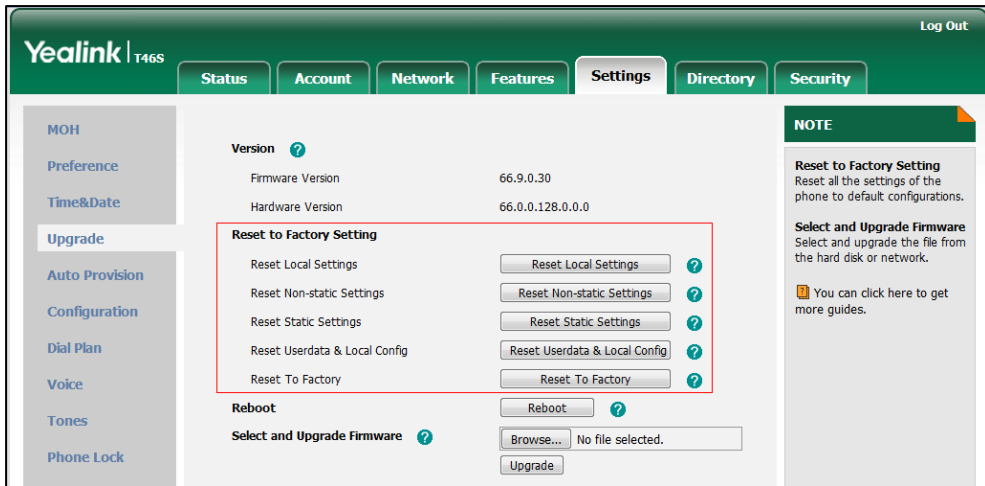 Log Out
Yealink | T46S
Status Account Network Features Settings Directory Security
MOH
Preference
Time&Date
Upgrade
Auto Provision
Configuration
Dial Plan
Voice
Tones
Phone Lock
Version ?
Firmware Version 66.9.0.30
Hardware Version 66.0.0.128.0.0.0
Reset to Factory Setting
Reset Local Settings Reset Local Settings ?
Reset Non-static Settings Reset Non-static Settings ?
Reset Static Settings Reset Static Settings ?
Reset Userdata & Local Config Reset Userdata & Local Config ?
Reset To Factory Reset To Factory ?
Reboot Reboot ?
Select and Upgrade Firmware ? Browse... No file selected.
Upgrade
NOTE
Reset to Factory Setting
Reset all the settings of the
phone to default configurations.
Select and Upgrade Firmware
Select and upgrade the file from
the hard disk or network.
? You can click here to get
more guides.